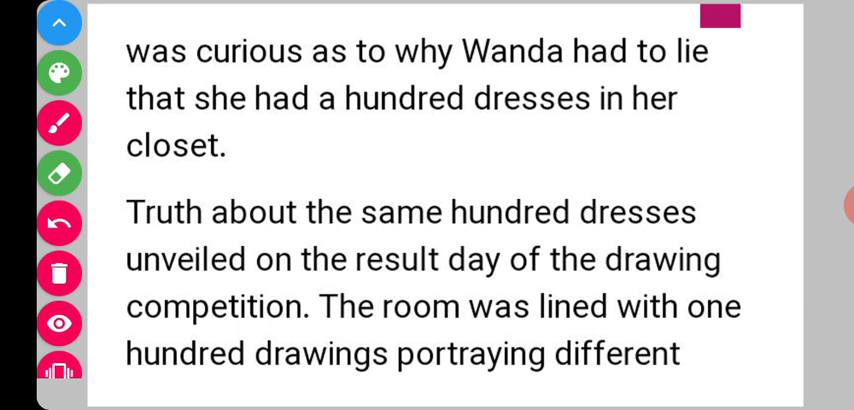 was curious as to why Wanda had to lie
that she had a hundred dresses in her
closet.
Truth about the same hundred dresses
unveiled on the result day of the drawing
competition. The room was lined with one
hundred drawings portraying different